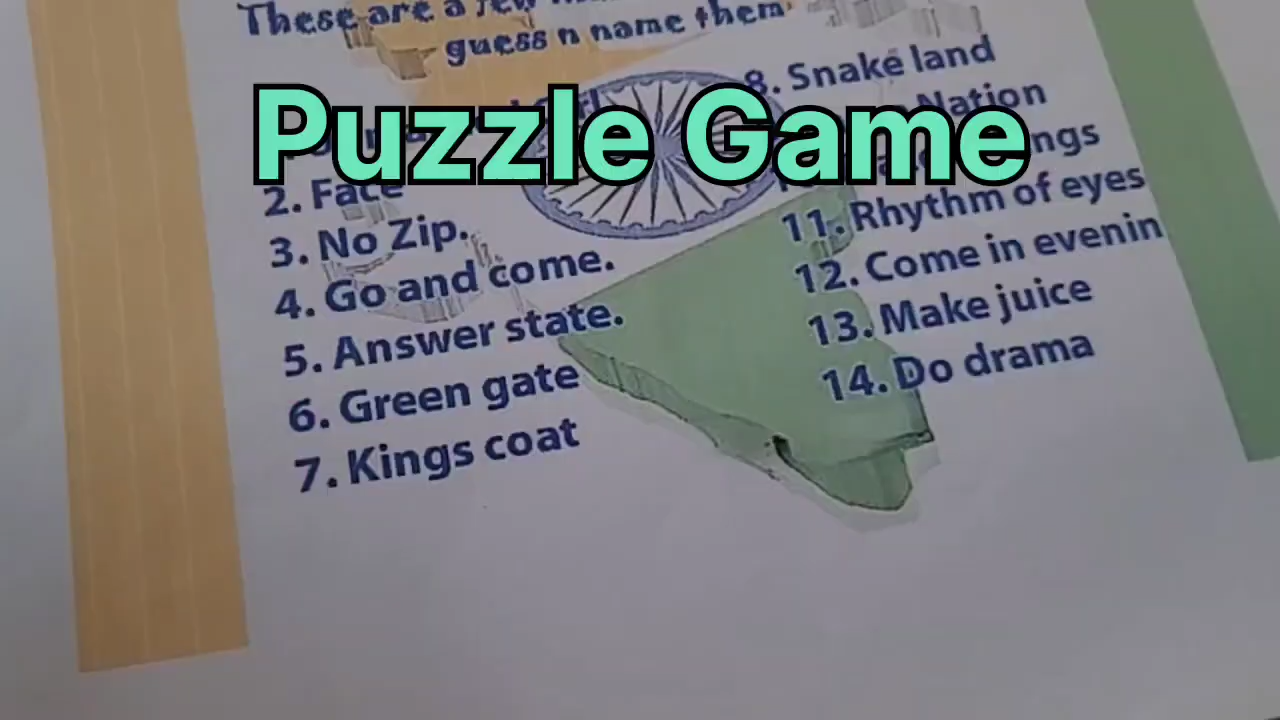 These are a few
guess n name them
Puzzle Game
2. Face
3. No Zip.
4. Go and come.
5. Answer state.
6. Green gate
7. Kings coat
8. Snake land
Nation
11. Rhythm of eyes
12. Come in evenin
13. Make juice
14. Do drama